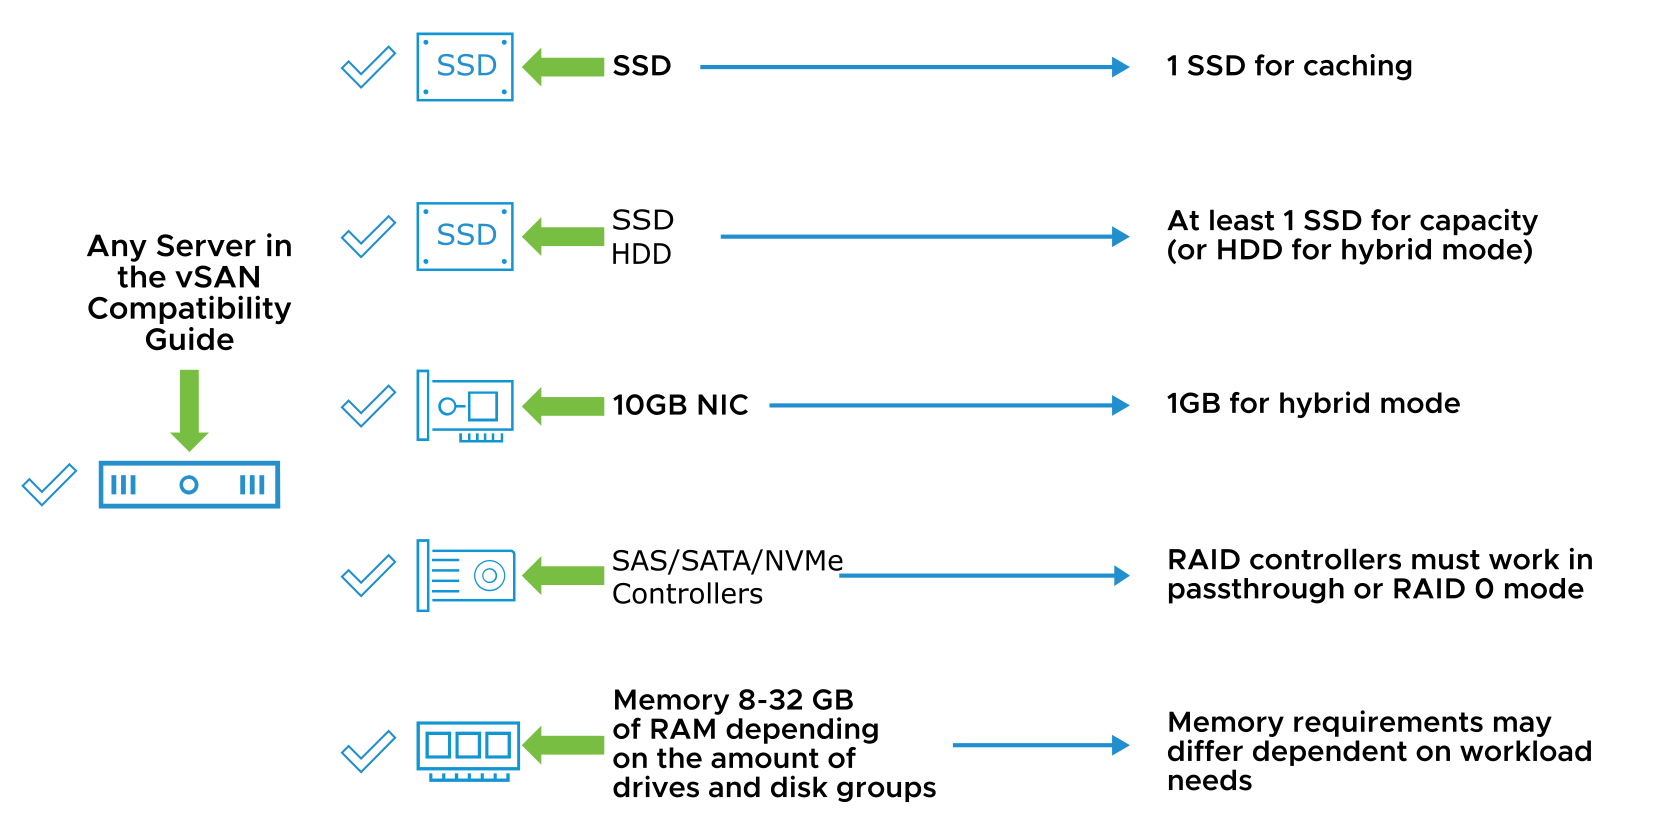 SSD
SSD
1 SSD for caching
SSD
SSD
HDD
At least 1 SSD for capacity
(or HDD for hybrid mode)
Any Server in
the vSAN
Compatibility
Guide
10GB NIC
1GB for hybrid mode
SAS/SATA/NVMe
Controllers
RAID controllers must work in
passthrough or RAID 0 mode
Memory 8-32 GB
of RAM depending
on the amount of
drives and disk groups
Memory requirements may
differ dependent on workload
needs